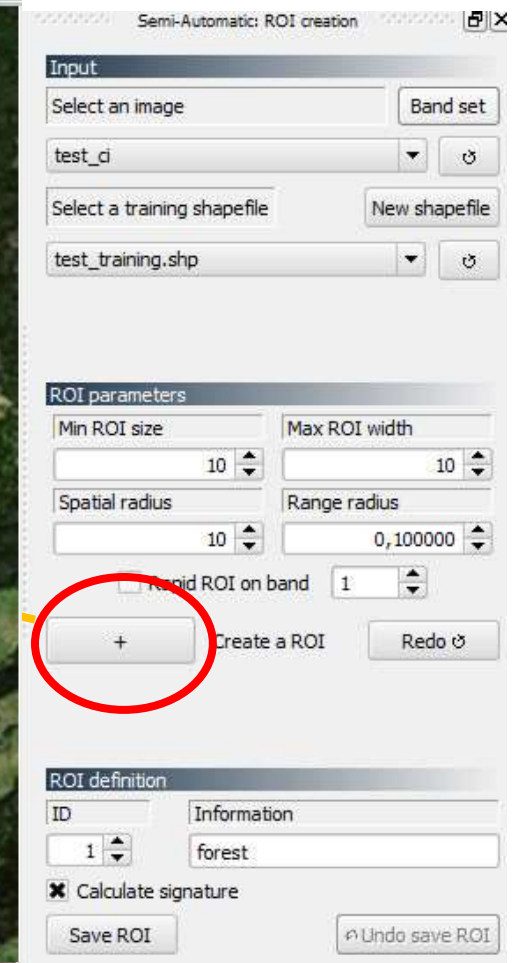 Semi-Automatic: ROI creation
Input
Select an image Band set
test_ci
Select a training shapefile New shapefile
test_training.shp
ROI parameters
Min ROI size Max ROI width
10 10
Spatial radius Range radius
10 0,100000
Rapid ROI on band 1
+ Create a ROI Redo
ROI definition
ID Information
1 forest
Calculate signature
Save ROI Undo save ROI